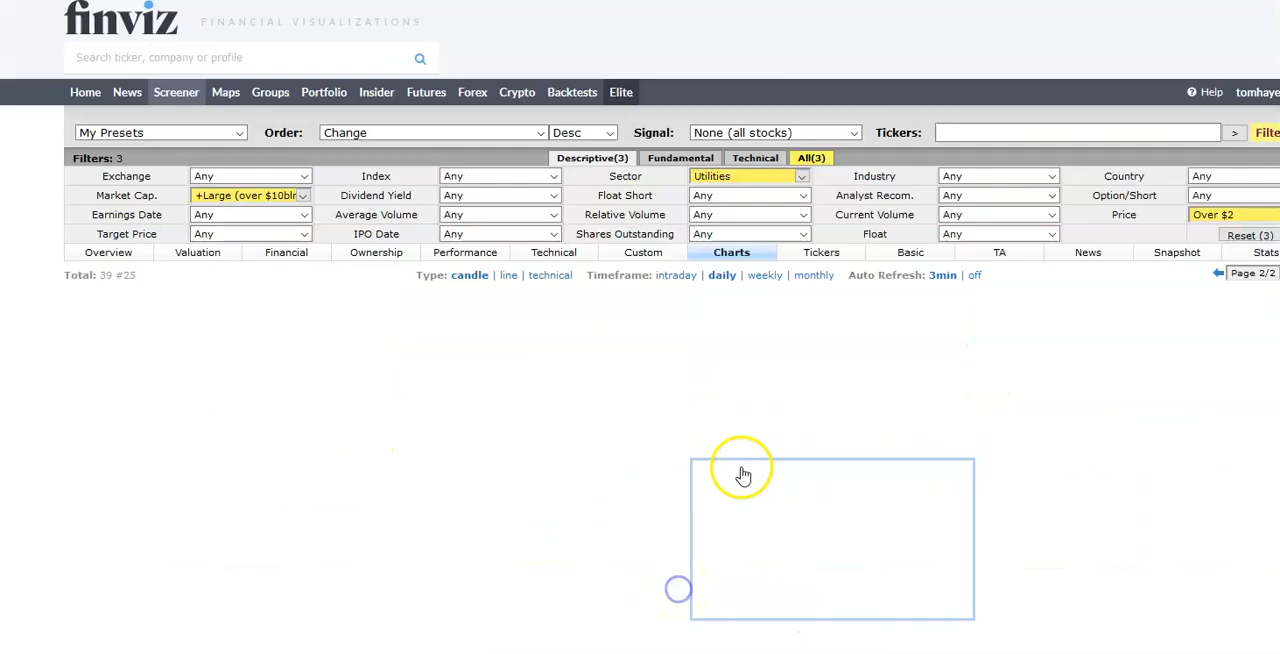 finviz FINANCIAL VISUALIZATIONS
Search ticker, company or profile
Home News Screener Maps Groups Portfolio Insider Futures Forex Crypto Backtests Elite Help tomhaye
My Presets Order: Change Desc Signal: None (all stocks) Tickers: > Filte
Filters: 3 Descriptive(3) Fundamental Technical All(3)
Exchange Any Index Any Sector Utilities Industry Any Country Any
Market Cap. +Large (over $10bln Dividend Yield Any Float Short Any Analyst Recom. Any Option/Short Any
Earnings Date Any Average Volume Any Relative Volume Any Current Volume Any Price Over $2
Target Price Any IPO Date Any Shares Outstanding Any Float Any Reset (3)
Overview Valuation Financial Ownership Performance Technical Custom Charts Tickers Basic TA News Snapshot Stats
Total: 39 #25 Type: candle | line | technical Timeframe: intraday | daily | weekly | monthly Auto Refresh: 3min | off Page 2/2